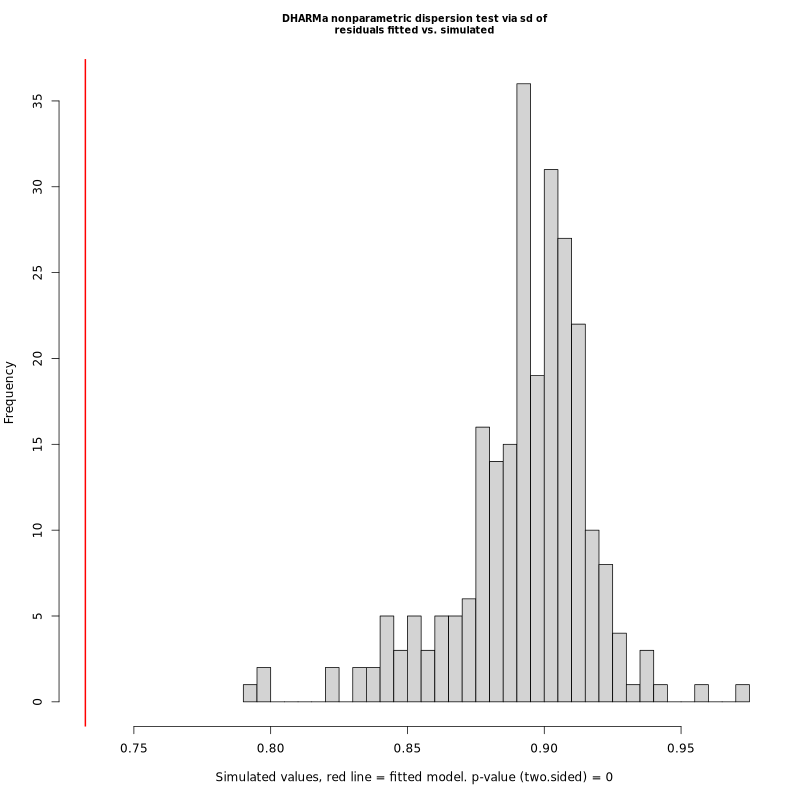 DHARMa nonparametric dispersion test via sd of
residuals fitted vs. simulated
Frequency
35
30
25
20
15
10
5
0
0.75 0.80 0.85 0.90 0.95
Simulated values, red line = fitted model. p-value (two.sided) = 0